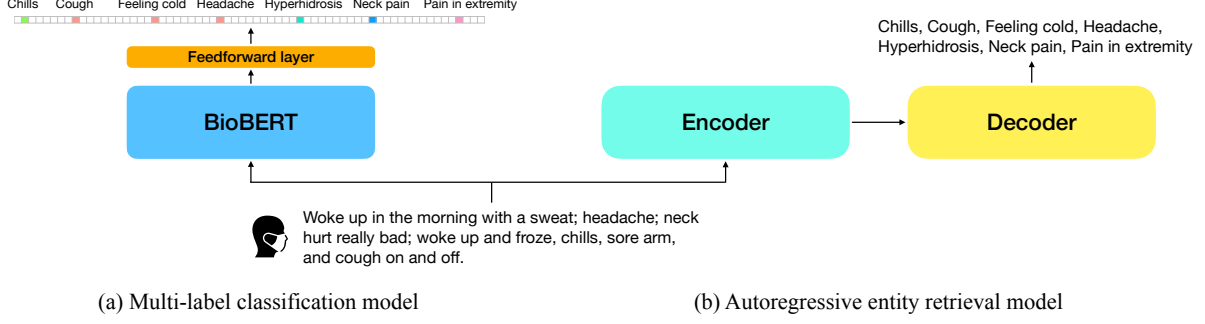 Chills Cough Feeling cold Headache Hyperhidrosis Neck pain Pain in extremity
Feedforward layer
BioBERT
Chills, Cough, Feeling cold, Headache,
Hyperhidrosis, Neck pain, Pain in extremity
Encoder
Decoder
Woke up in the morning with a sweat; headache; neck
hurt really bad; woke up and froze, chills, sore arm,
and cough on and off.
(a) Multi-label classification model
(b) Autoregressive entity retrieval model